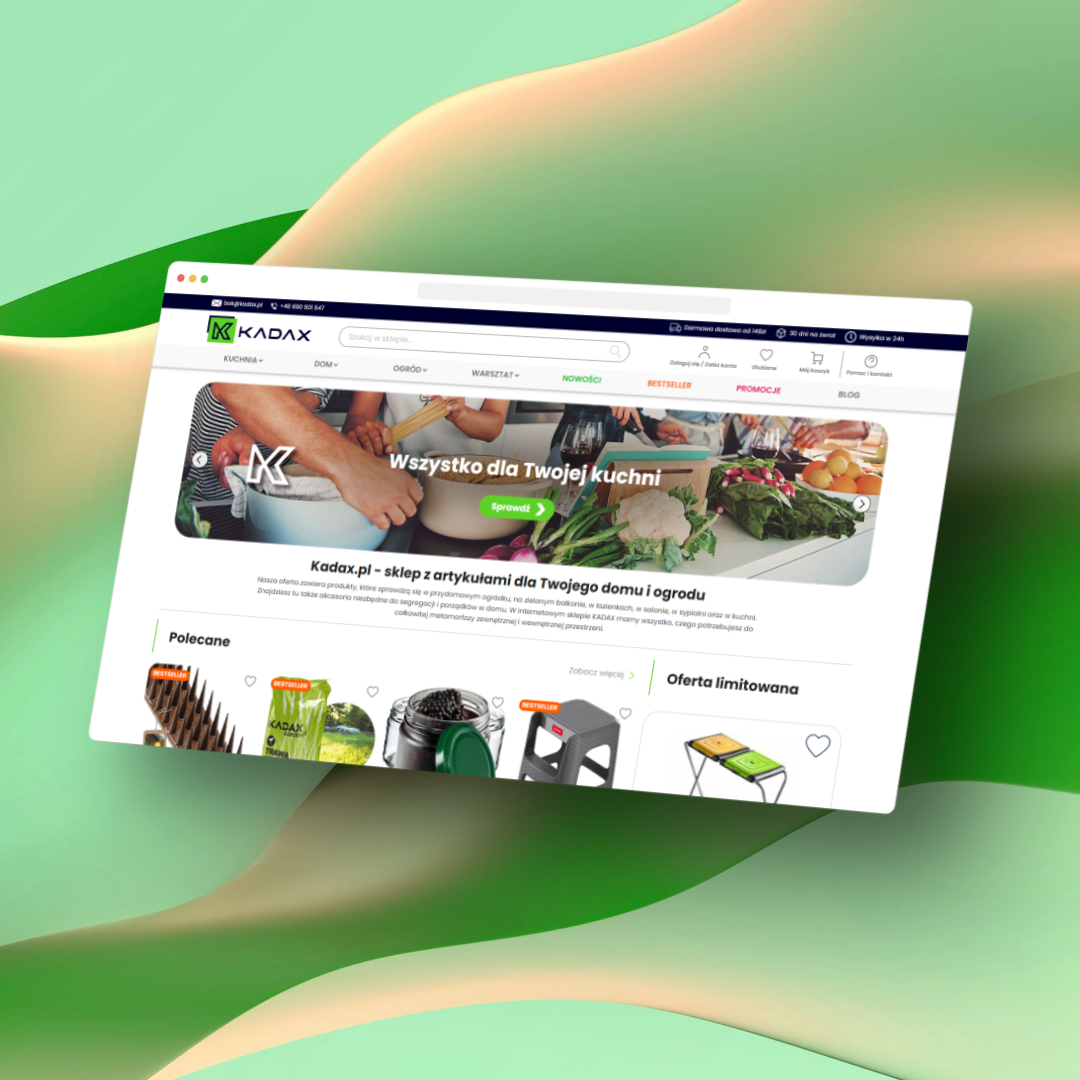 bok@kadax.pl +48 690 501 547
Darmowa dostawa od 149zł 30 dni na zwrot Wysyłka w 24h
KADAX
Szukaj w sklepie...
Zaloguj się / Załóż konto Ulubione Mój koszyk Pomoc i kontakt
KUCHNIA DOM OGRÓD WARSZTAT NOWOŚCI BESTSELLER PROMOCJE BLOG
Wszystko dla Twojej kuchni
Sprawdź
Kadax.pl - sklep z artykułami dla Twojego domu i ogrodu
Nasza oferta zawiera produkty, które sprawdzą się w przydomowym ogródku, na zielonym balkonie, w łazienkach, w salonie, w sypialni oraz w kuchni.
Znajdziesz tu także akcesoria niezbędne do segregacji i porządków w domu. W internetowym sklepie KADAX mamy wszystko, czego potrzebujesz do
całkowitej metamorfozy zewnętrznej i wewnętrznej przestrzeni.
Polecane
Zobacz więcej
Oferta limitowana
BESTSELLER
BESTSELLER
BESTSELLER
KADAX
TRAWA